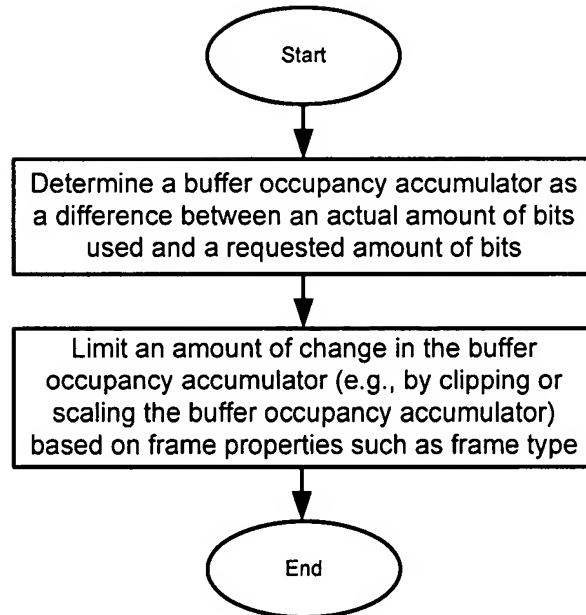 Start
Determine a buffer occupancy accumulator as
a difference between an actual amount of bits
used and a requested amount of bits
Limit an amount of change in the buffer
occupancy accumulator (e.g., by clipping or
scaling the buffer occupancy accumulator)
based on frame properties such as frame type
End